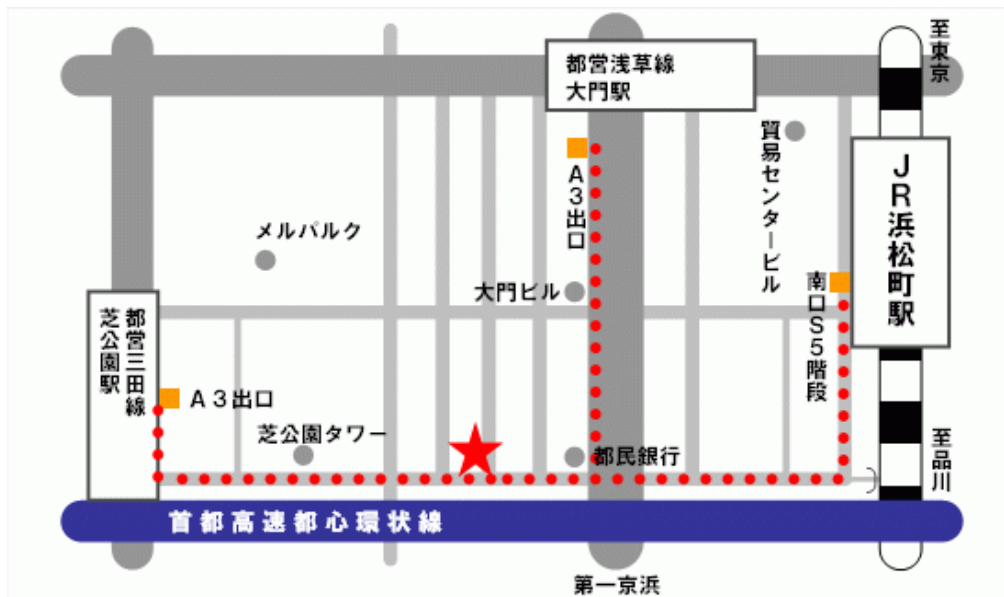 至東京
都営浅草線
大門駅
貿易センタービル
JR浜松町駅
A3出口
メルパルク
大門ビル
南口S5階段
都営三田線
芝公園駅
A3出口
芝公園タワー
都民銀行
至品川
首都高速都心環状線
第一京浜